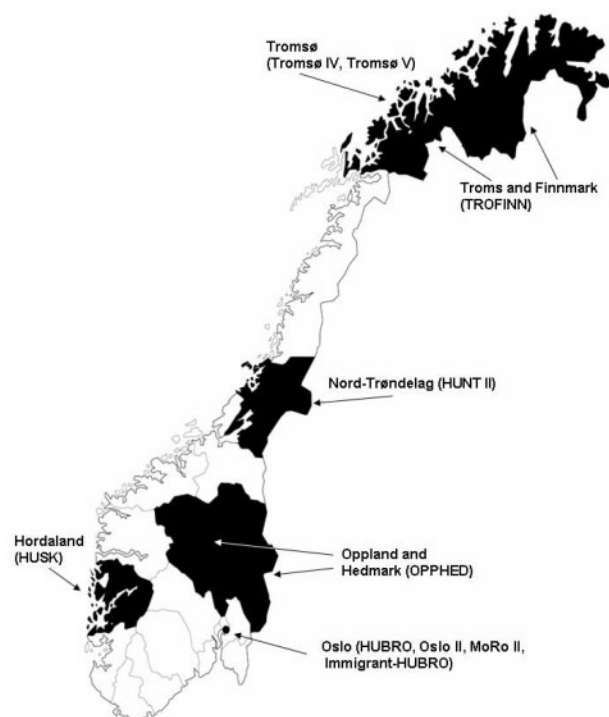 Tromsø
(Tromsø IV, Tromsø V)
Troms and Finnmark
(TROFINN)
Nord-Trøndelag (HUNT II)
Hordaland
(HUSK)
Oppland and
Hedmark (OPPHED)
Oslo (HUBRO, Oslo II, MoRo II,
Immigrant-HUBRO)